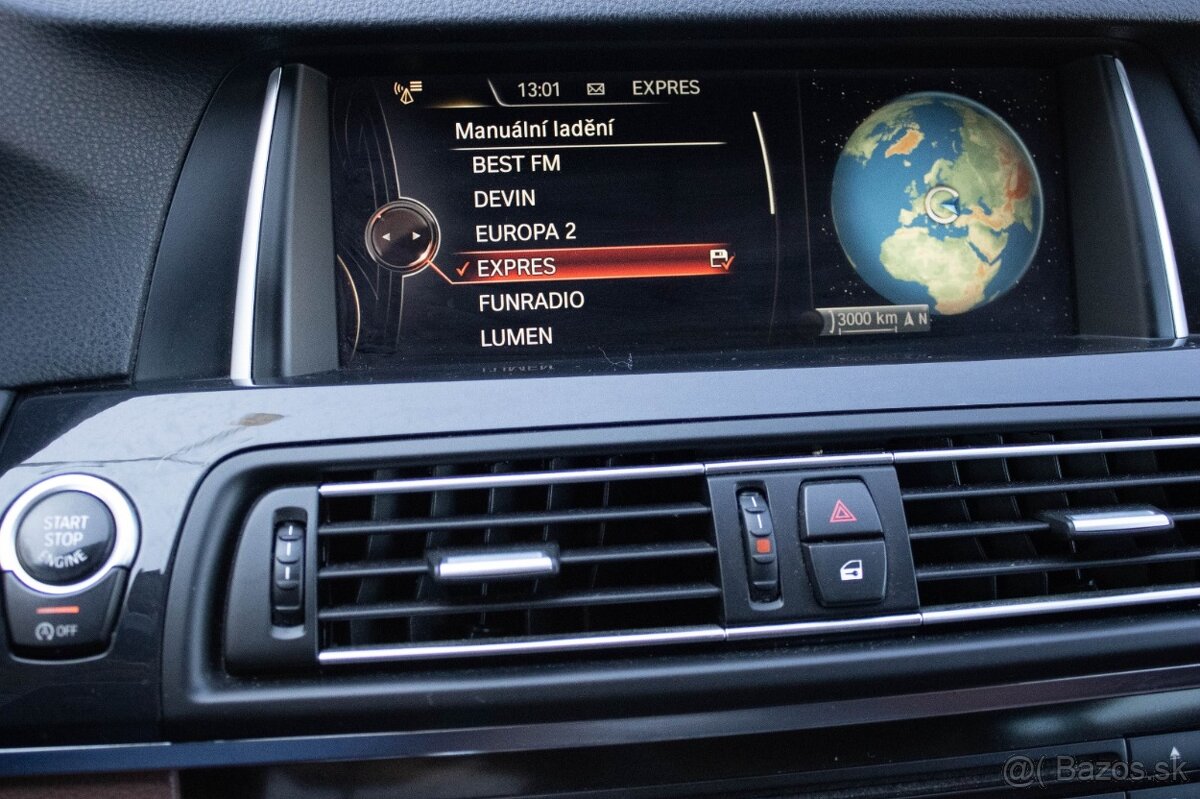 13:01 EXPRES
Manuální ladění
BEST FM
DEVIN
EUROPA 2
EXPRES
FUNRADIO
LUMEN
3000 km N
START
STOP
ENGINE
OFF
@( Bazos.sk